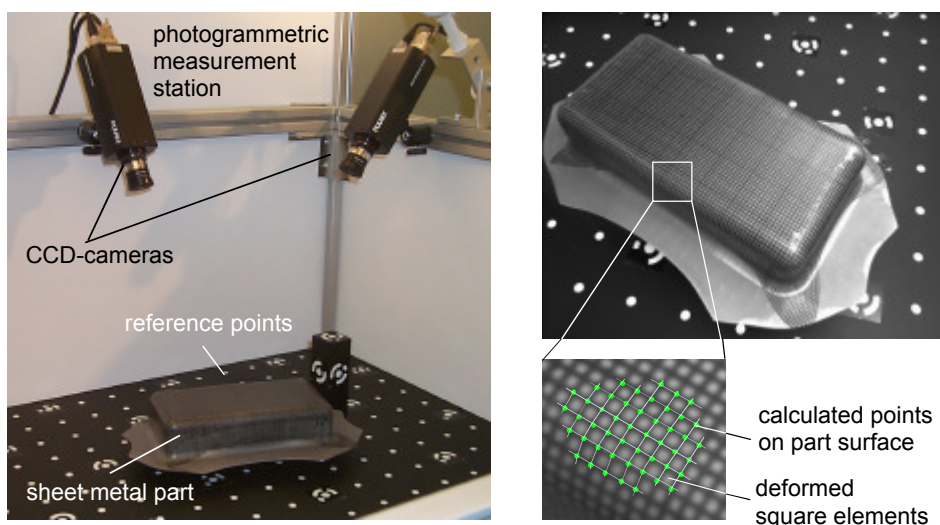 photogrammetric
measurement
station
CCD-cameras
reference points
sheet metal part
calculated points
on part surface
deformed
square elements